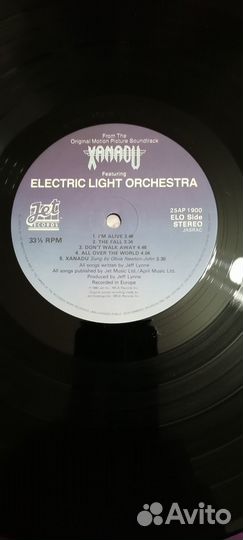 From The
Original Motion Picture Soundtrack
XANADU
Featuring
ELECTRIC LIGHT ORCHESTRA
Jet
RECORDS
33⅓ RPM
25AP 1900
ELO Side
STEREO
JASRAC
1. I'M ALIVE 3.46
2. THE FALL 3.34
3. DON'T WALK AWAY 4.48
4. ALL OVER THE WORLD 4.04
5. XANADU Sung by Olivia Newton-John 3.30
All songs written by Jeff Lynne
All songs published by Jet Music Ltd./April Music Ltd.
Produced by Jeff Lynne
Recorded in Europe
Avito